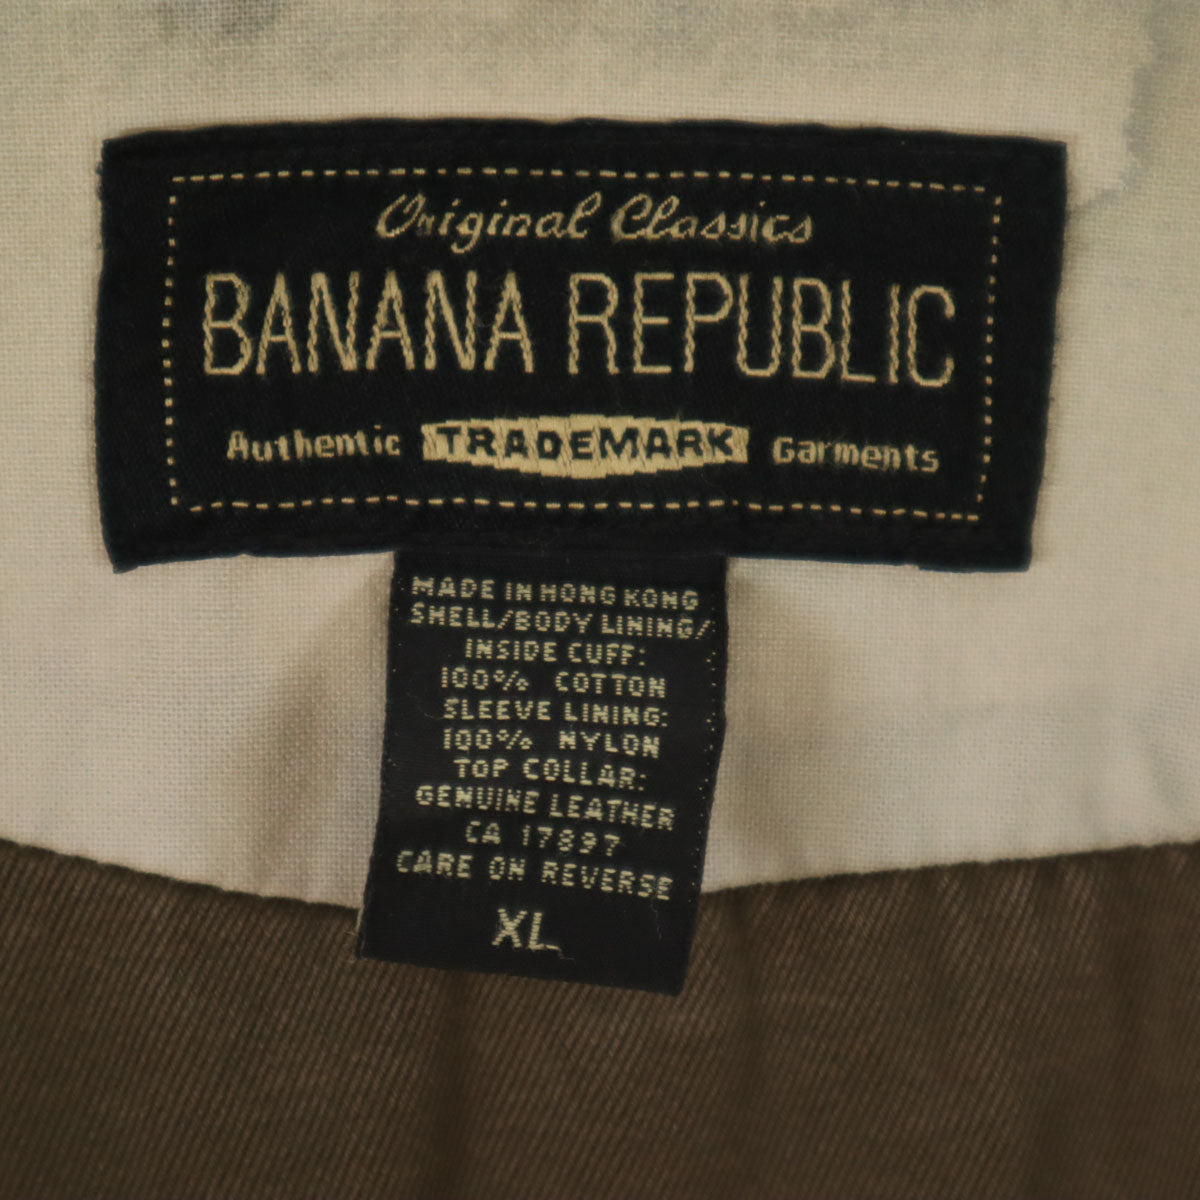 Original Classics
BANANA REPUBLIC
Authentic TRADEMARK Garments
MADE IN HONG KONG
SHELL/BODY LINING/
INSIDE CUFF:
100% COTTON
SLEEVE LINING:
100% NYLON
TOP COLLAR:
GENUINE LEATHER
CA 17897
CARE ON REVERSE
XL